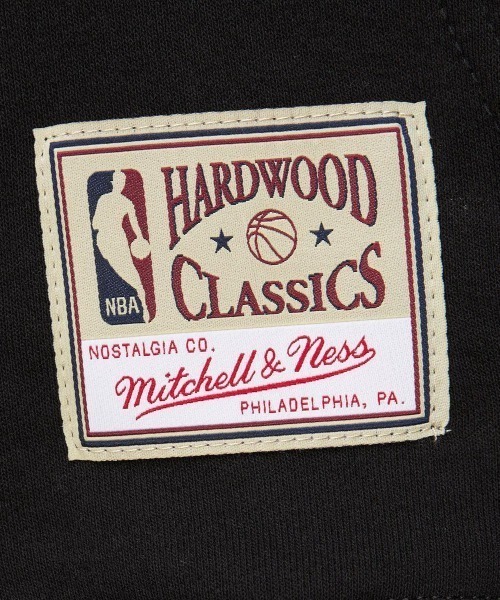 HARDWOOD
CLASSICS
NBA
NOSTALGIA CO.
Mitchell & Ness
PHILADELPHIA, PA.